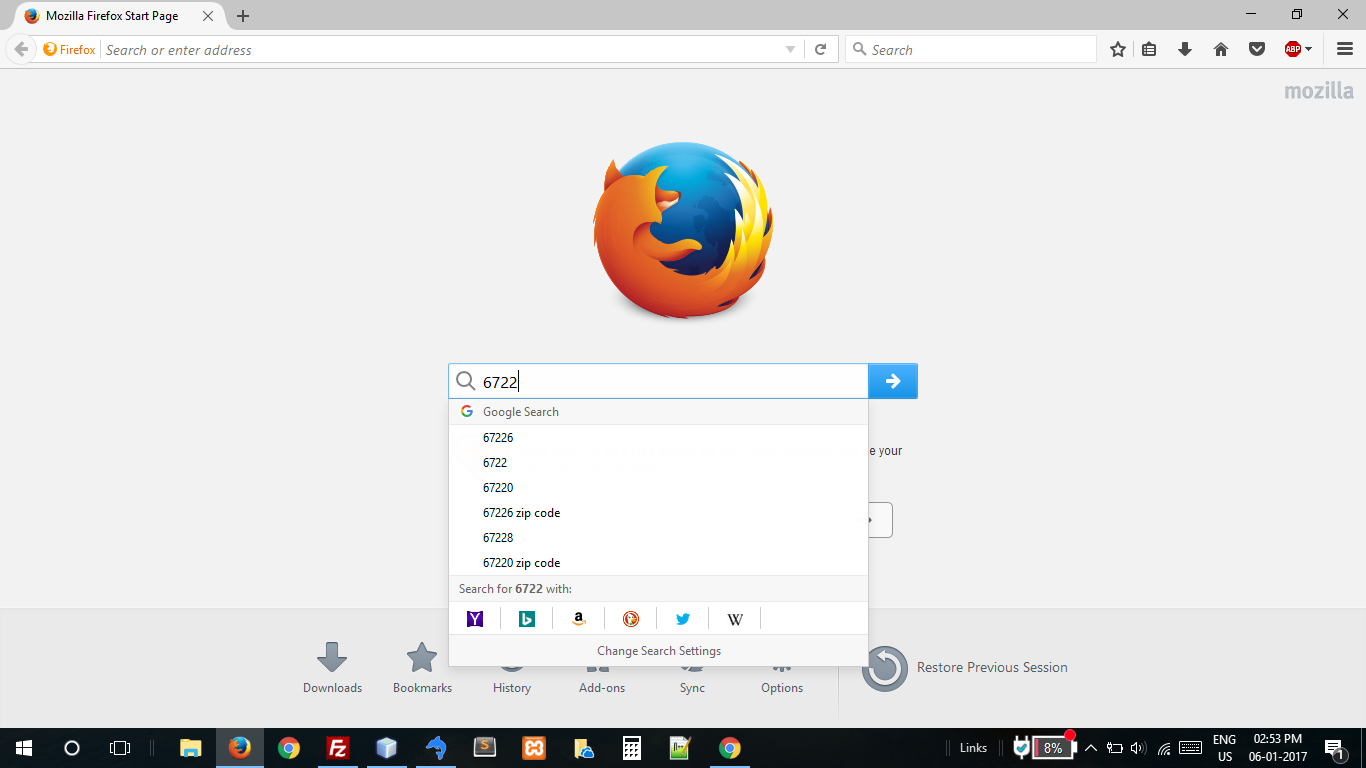 Mozilla Firefox Start Page
Firefox
Search or enter address
Search
ABP
mozilla
6722
Google Search
67226
6722
67220
67226 zip code
67228
67220 zip code
e your
Search for 6722 with:
Change Search Settings
Downloads
Bookmarks
History
Add-ons
Sync
Options
Restore Previous Session
Links
8%
ENG
US
02:53 PM
06-01-2017
1